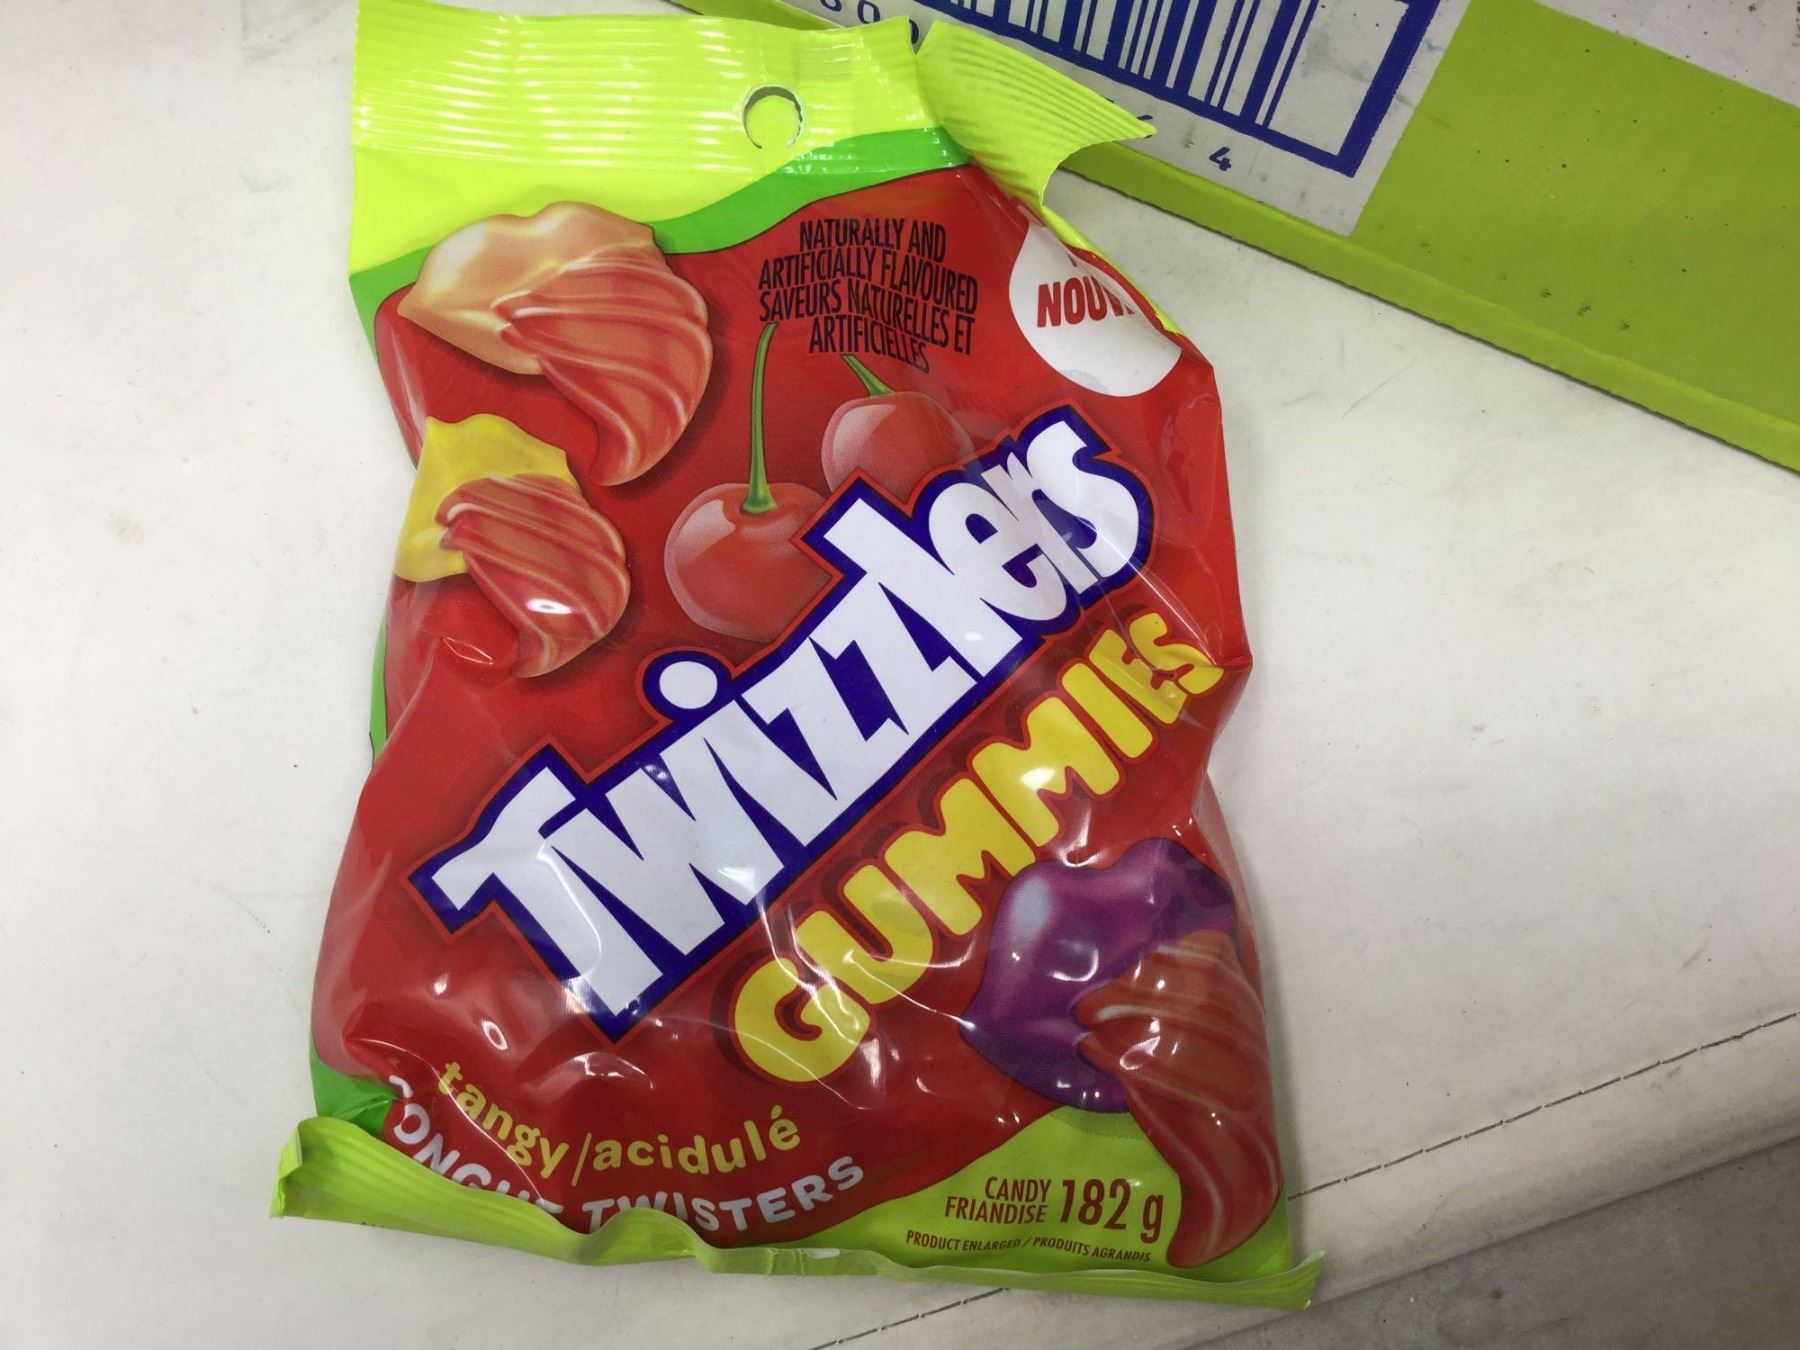 NATURALLY AND
ARTIFICIALLY FLAVOURED
SAVEURS NATURELLES ET
ARTIFICIELLES
Twizzlers
GUMMIES
tangy/acidulé
TWISTERS
CANDY
FRIANDISE
182 g
PRODUCT ENLARGED / PRODUITS AGRANDIS
4